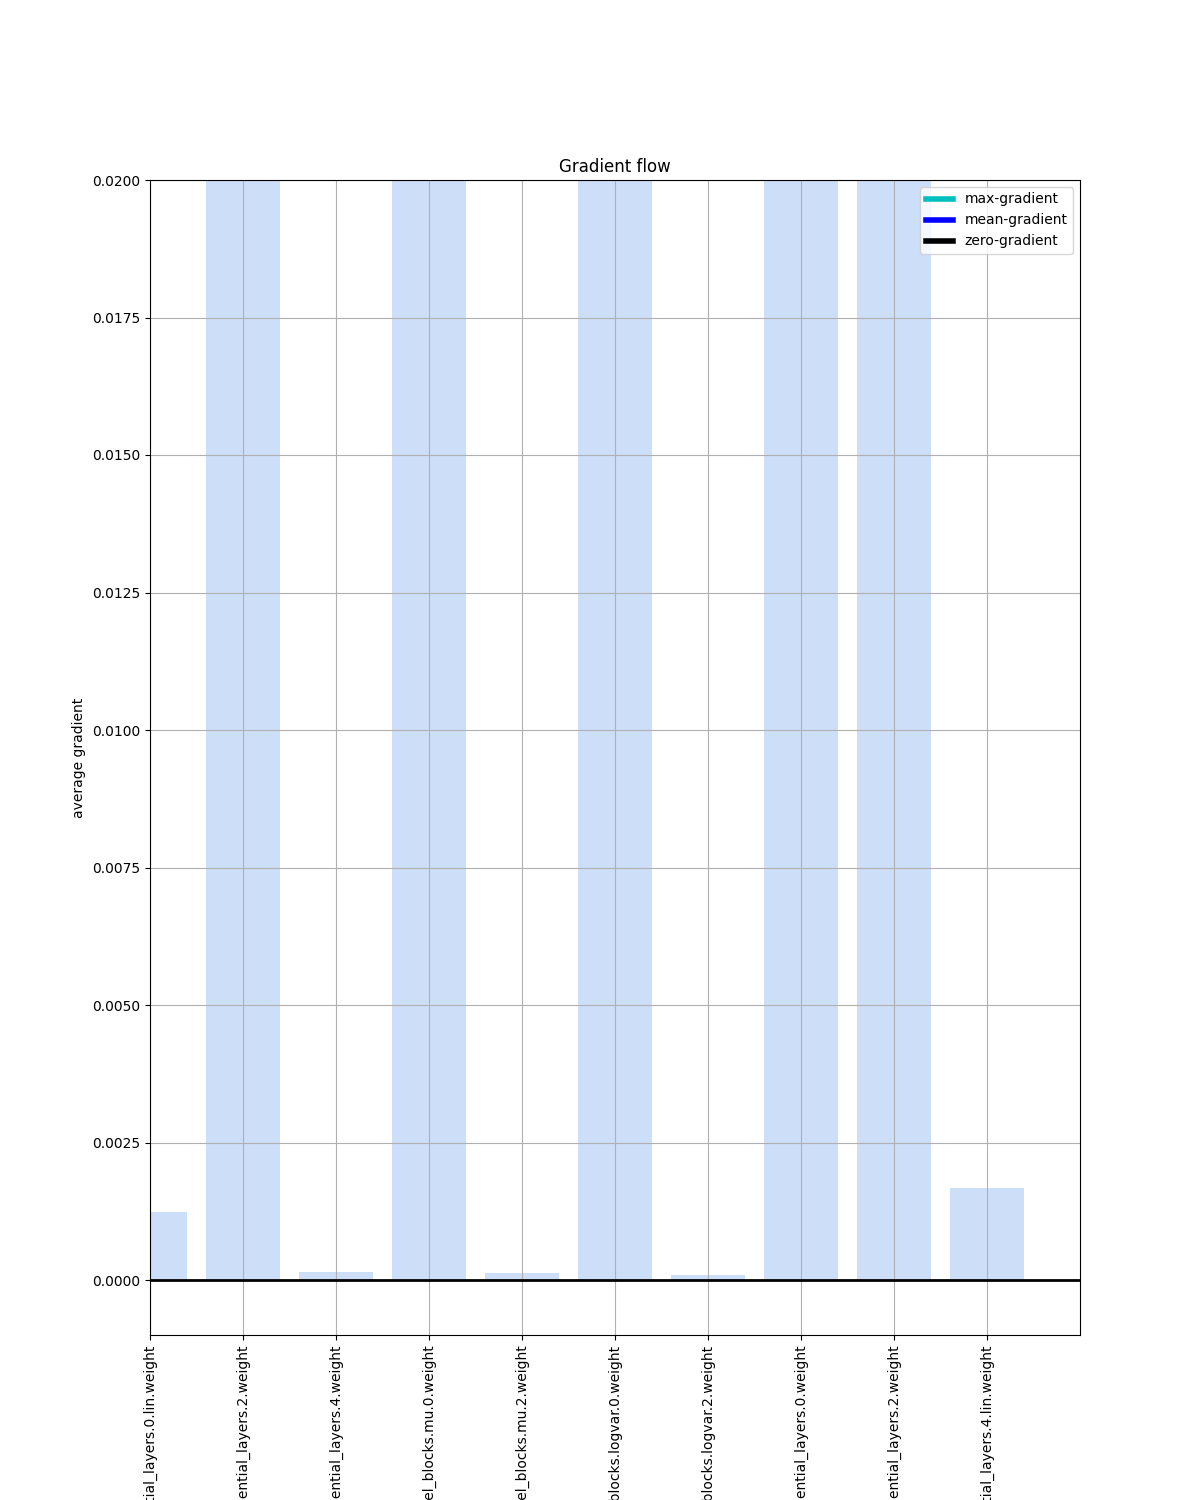 Gradient flow
max-gradient
mean-gradient
zero-gradient
0.0200
0.0175
0.0150
0.0125
0.0100
0.0075
0.0050
0.0025
0.0000
average gradient
tial_layers.0.lin.weight
ential_layers.2.weight
ential_layers.4.weight
el_blocks.mu.0.weight
el_blocks.mu.2.weight
blocks.logvar.0.weight
blocks.logvar.2.weight
ential_layers.0.weight
ential_layers.2.weight
tial_layers.4.lin.weight